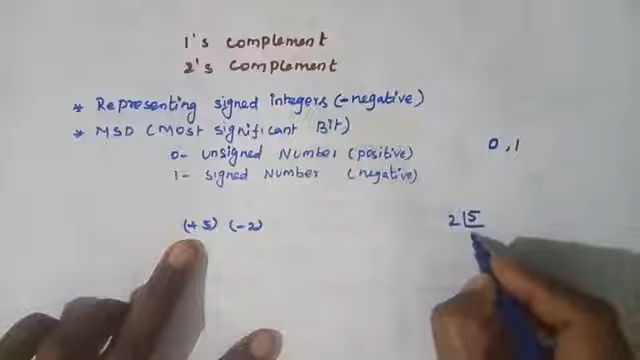 1's complement
2's complement
* Representing signed integers (-negative)
* MSD (Most significant Bit)
0- unsigned Number (positive)
1- signed Number (negative)
0,1
(+5) (-2)
2 5